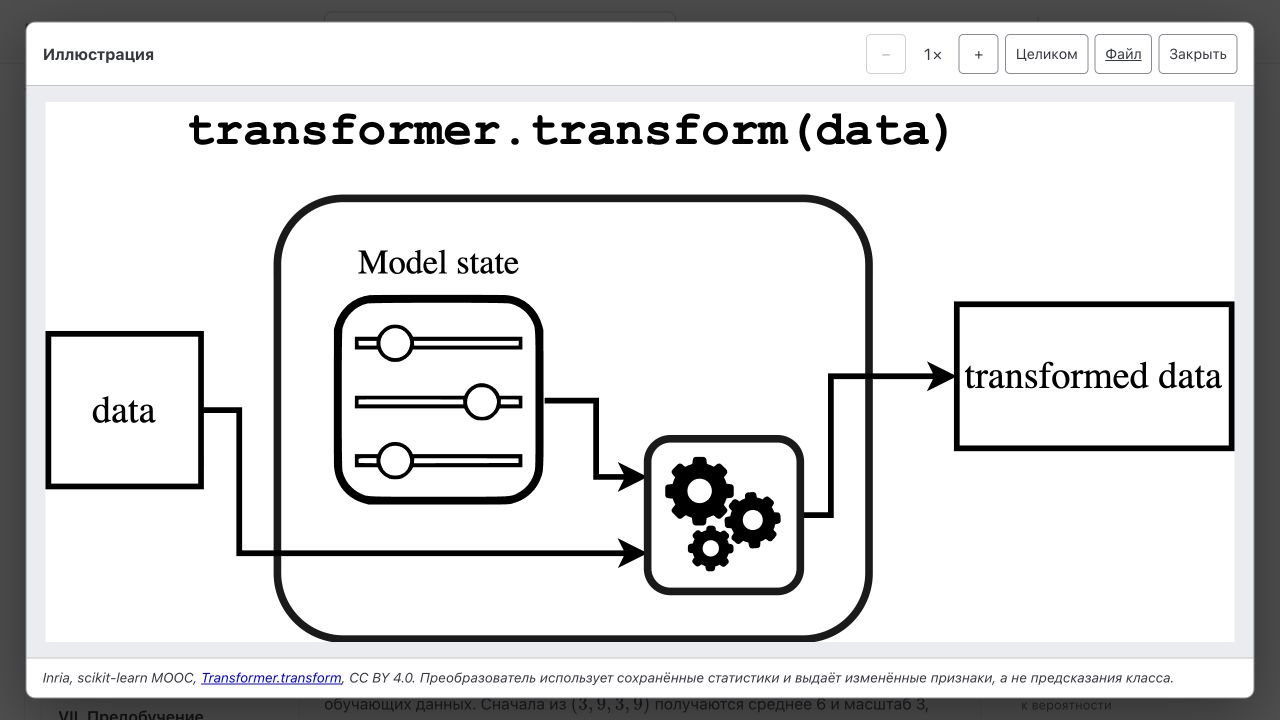 Иллюстрация
−
1×
+
Целиком
Файл
Закрыть
transformer.transform(data)
Model state
data
transformed data
Inria, scikit-learn MOOC, Transformer.transform, CC BY 4.0. Преобразователь использует сохранённые статистики и выдаёт изменённые признаки, а не предсказания класса.
VII. Предобучение
обучающих данных. Сначала из (3, 9, 3, 9) получаются среднее 6 и масштаб 3,
к вероятности